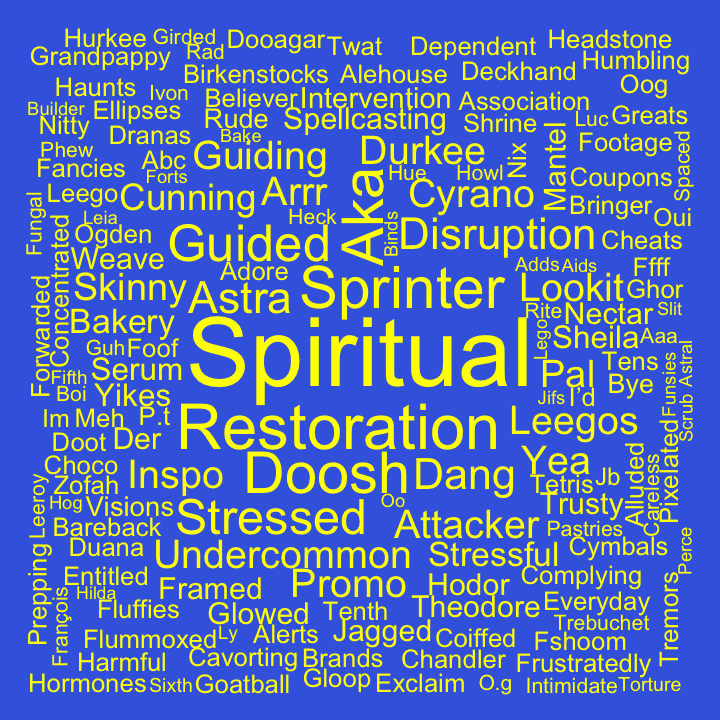 Hurkee Girded Dooagar Twat Dependent Headstone
Grandpappy Rad Birkenstocks Alehouse Deckhand Humbling
Haunts Ivon Believer Intervention Association Oog
Builder Ellipses Rude Spellcasting Shrine Luc Greats
Nitty Dranas Bake Footage
Phew Abc Guiding Durkee Nix Mantel Spaced
Fancies Forts Hue Howl Coupons
Leego Cunning Arrr Aka Cyrano Bringer
Fungal Leia Heck Binds Oui
Ogden Guided Disruption Cheats
Concentrated Weave Adore Adds Aids Ffff
Forwarded Skinny Astra Sprinter Lookit Ghor
Bakery Rite Nectar Slit
Guh Foof Spiritual Lego Sheila Aaa
Fifth Serum Pal Tens Funsies Astral
Boi Yikes Jifs I'd Bye Scrub
Im Meh P.t Restoration Leegos
Doot Der
Choco Inspo Doosh Dang Yea Alluded Careless Pixelated
Zofah Tetris Jb
Hog Visions Oo Trusty
Leeroy Bareback Stressed Attacker Pastries
Duana Undercommon Stressful Cymbals Perce
Prepping Entitled Framed Promo Hodor Complying
Hilda Fluffies Glowed Tenth Theodore Everyday Tremors
François Flummoxed Ly Alerts Jagged Coiffed Trebuchet
Fshoom
Harmful Cavorting Brands Chandler Frustratedly
Hormones Sixth Goatball Gloop Exclaim O.g Intimidate Torture